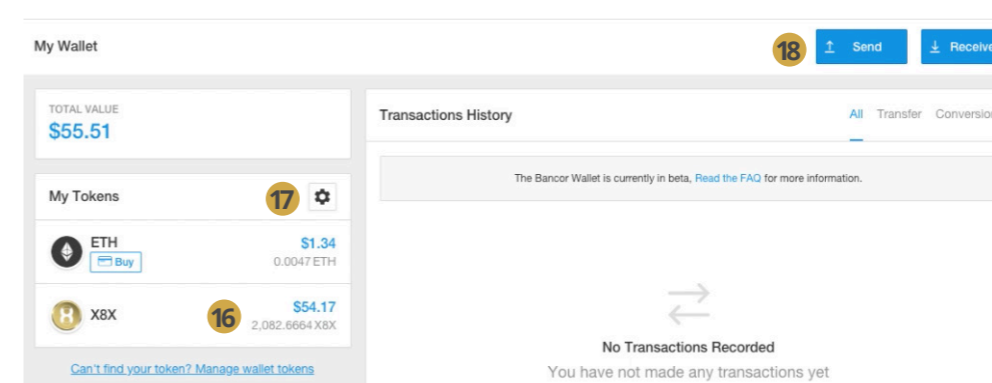 My Wallet
18
Send
Receive
TOTAL VALUE
$55.51
Transactions History
All Transfer Conversion
The Bancor Wallet is currently in beta, Read the FAQ for more information.
My Tokens
17
ETH
$1.34
Buy
0.0047 ETH
X8X
16
$54.17
2,082.6664 X8X
Can't find your token? Manage wallet tokens
No Transactions Recorded
You have not made any transactions yet